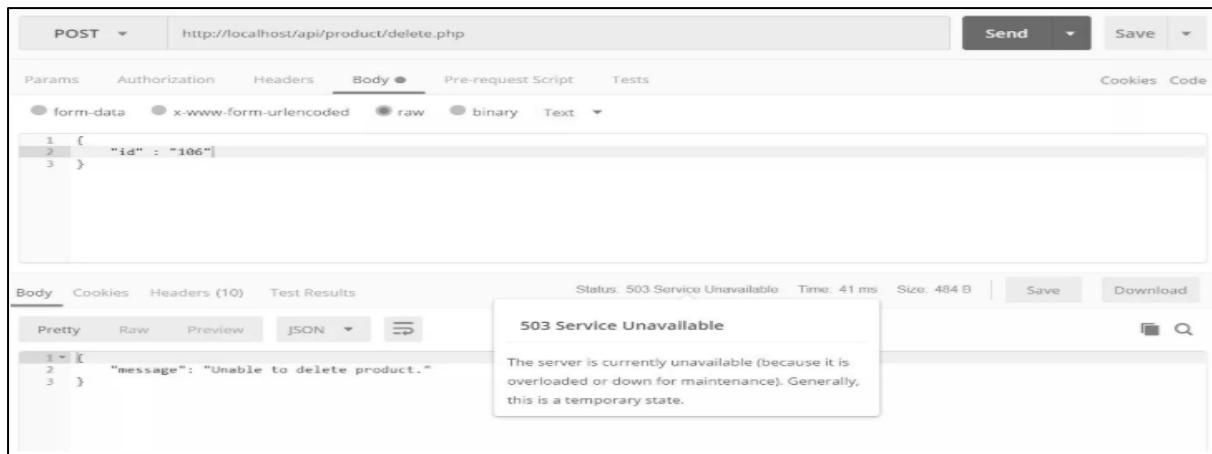 POST http://localhost/api/product/delete.php Send Save
Params Authorization Headers Body Pre-request Script Tests Cookies Code
form-data x-www-form-urlencoded raw binary Text
1 {
2 "id" : "106"
3 }
Body Cookies Headers (10) Test Results Status: 503 Service Unavailable Time: 41 ms Size: 484 B Save Download
Pretty Raw Preview JSON
503 Service Unavailable
The server is currently unavailable (because it is
overloaded or down for maintenance). Generally,
this is a temporary state.
1 {
2 "message": "Unable to delete product."
3 }